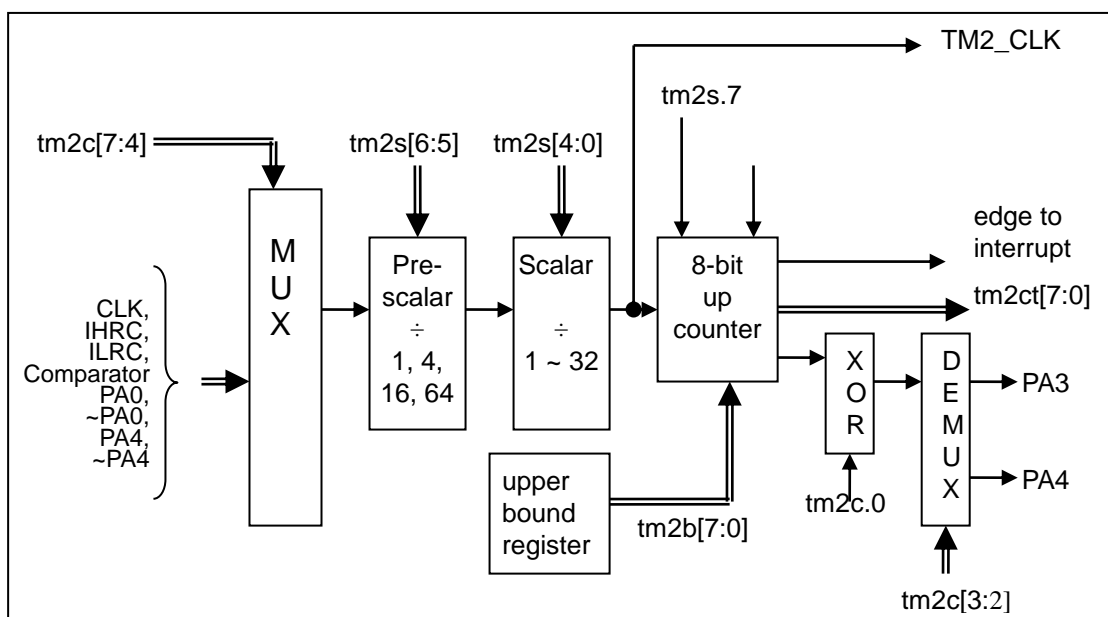 TM2_CLK
tm2s.7
tm2c[7:4]
tm2s[6:5]
tm2s[4:0]
M
U
X
Pre-
scalar
÷
1, 4,
16, 64
Scalar
÷
1 ~ 32
8-bit
up
counter
edge to
interrupt
tm2ct[7:0]
CLK,
IHRC,
ILRC,
Comparator
PA0,
~PA0,
PA4,
~PA4
X
O
R
D
E
M
U
X
PA3
PA4
upper
bound
register
tm2b[7:0]
tm2c.0
tm2c[3:2]